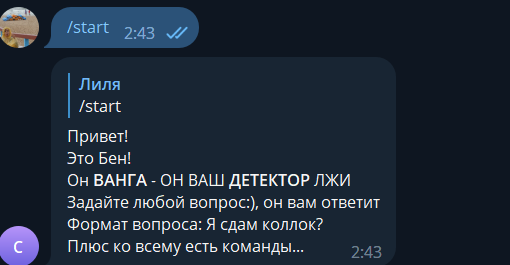 /start 2:43
Лиля
/start
Привет!
Это Бен!
Он ВАНГА - ОН ВАШ ДЕТЕКТОР ЛЖИ
Задайте любой вопрос:), он вам ответит
Формат вопроса: Я сдам коллок?
Плюс ко всему есть команды...
2:43
С